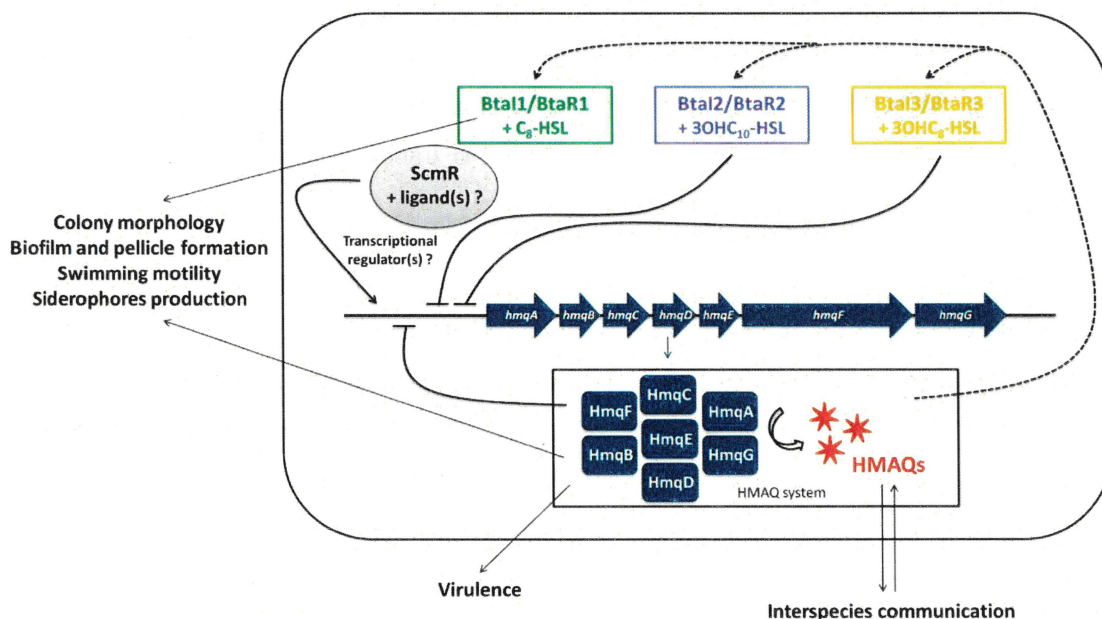 BtaI1/BtaR1
+ C₈-HSL
BtaI2/BtaR2
+ 3OHC₁₀-HSL
BtaI3/BtaR3
+ 3OHC₈-HSL
ScmR
+ ligand(s) ?
Colony morphology
Biofilm and pellicle formation
Swimming motility
Siderophores production
Transcriptional
regulator(s) ?
hmqA
hmqB
hmqC
hmqD
hmqE
hmqF
hmqG
HmqF
HmqC
HmqA
HmqB
HmqE
HmqG
HmqD
HMAQs
HMAQ system
Virulence
Interspecies communication